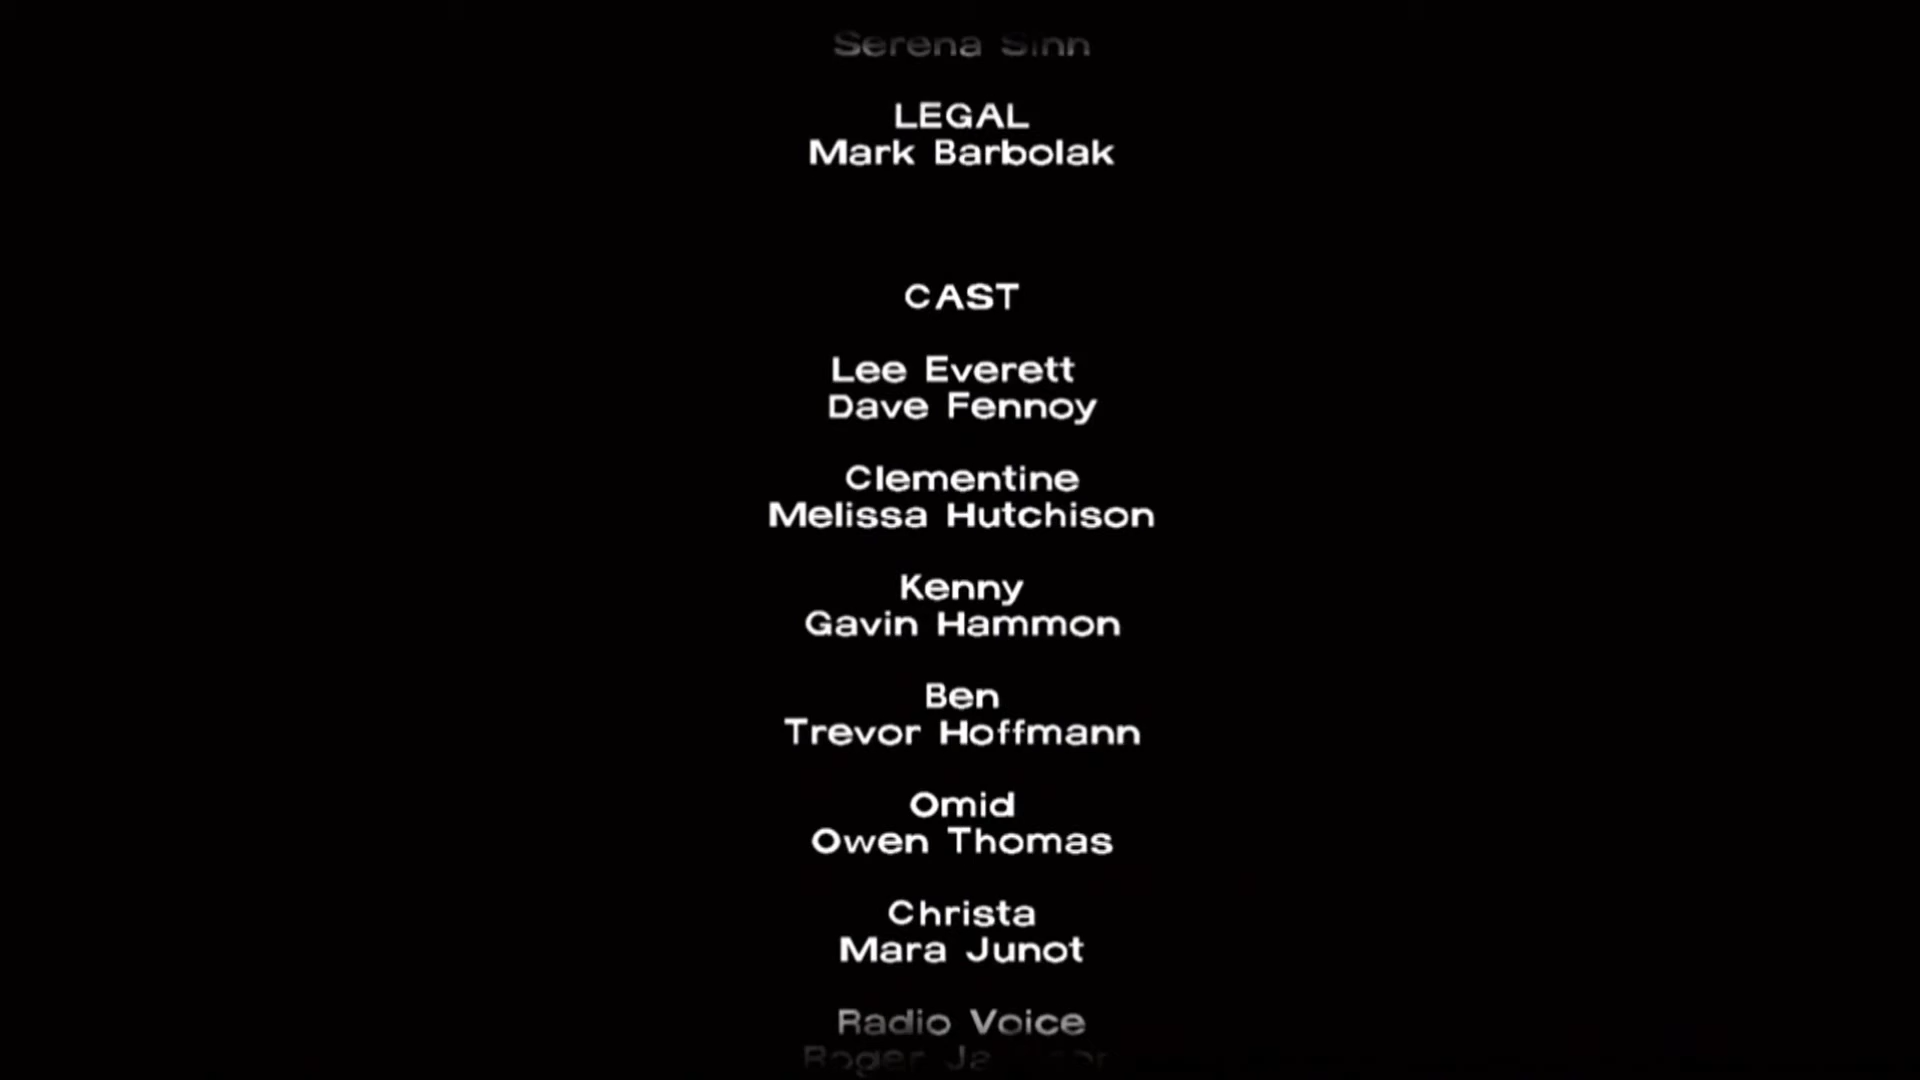 Serena Sinn
LEGAL
Mark Barbolak
CAST
Lee Everett
Dave Fennoy
Clementine
Melissa Hutchison
Kenny
Gavin Hammon
Ben
Trevor Hoffmann
Omid
Owen Thomas
Christa
Mara Junot
Radio Voice
Roger